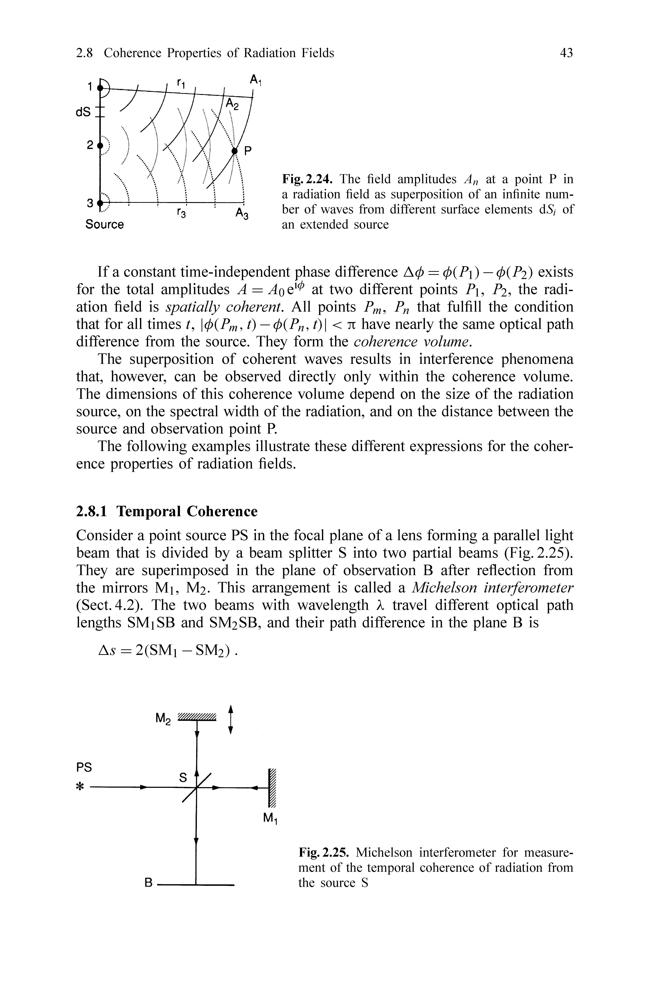 2.8 Coherence Properties of Radiation Fields 43
1
r1
A1
dS
A2
2
P
3
r3
A3
Source
Fig. 2.24. The field amplitudes An at a point P in
a radiation field as superposition of an infinite num-
ber of waves from different surface elements dSi of
an extended source
If a constant time-independent phase difference Δϕ = ϕ(P1) − ϕ(P2) exists
for the total amplitudes A = A0 e^iϕ at two different points P1, P2, the radi-
ation field is spatially coherent. All points Pm, Pn that fulfill the condition
that for all times t, |ϕ(Pm, t) − ϕ(Pn, t)| < π have nearly the same optical path
difference from the source. They form the coherence volume.
The superposition of coherent waves results in interference phenomena
that, however, can be observed directly only within the coherence volume.
The dimensions of this coherence volume depend on the size of the radiation
source, on the spectral width of the radiation, and on the distance between the
source and observation point P.
The following examples illustrate these different expressions for the coher-
ence properties of radiation fields.
2.8.1 Temporal Coherence
Consider a point source PS in the focal plane of a lens forming a parallel light
beam that is divided by a beam splitter S into two partial beams (Fig. 2.25).
They are superimposed in the plane of observation B after reflection from
the mirrors M1, M2. This arrangement is called a Michelson interferometer
(Sect. 4.2). The two beams with wavelength λ travel different optical path
lengths SM1SB and SM2SB, and their path difference in the plane B is
Δs = 2(SM1 − SM2) .
M2
PS
S
*
M1
B
Fig. 2.25. Michelson interferometer for measure-
ment of the temporal coherence of radiation from
the source S